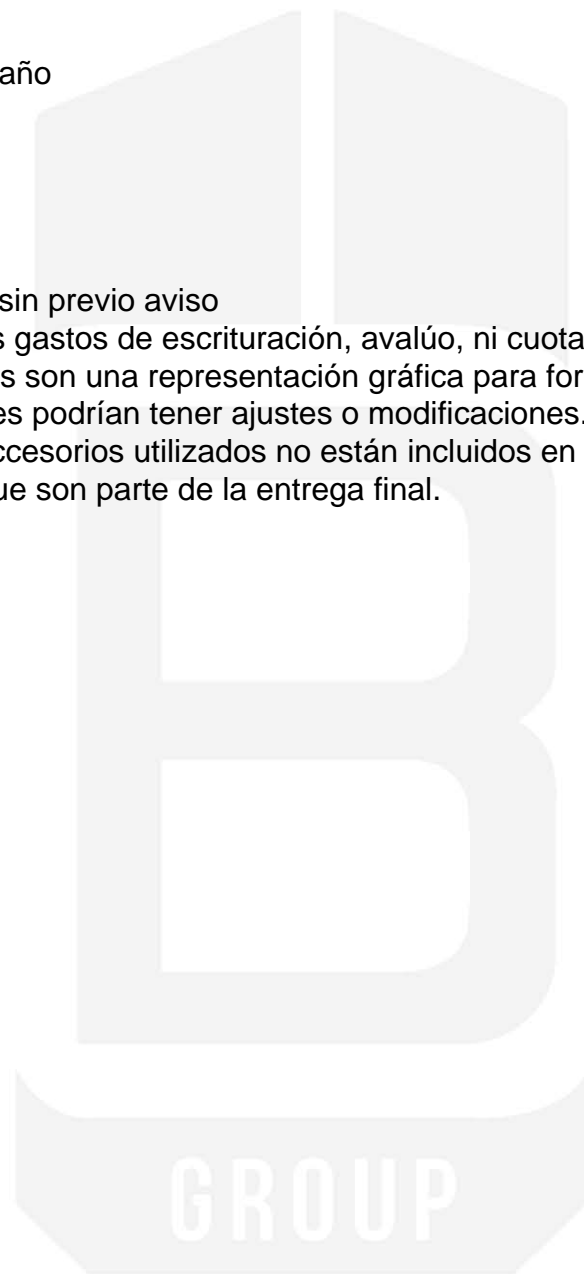 año
sin previo aviso
s gastos de escrituración, avalúo, ni cuota
s son una representación gráfica para for
es podrían tener ajustes o modificaciones.
ccesorios utilizados no están incluidos en
ue son parte de la entrega final.
B
GROUP